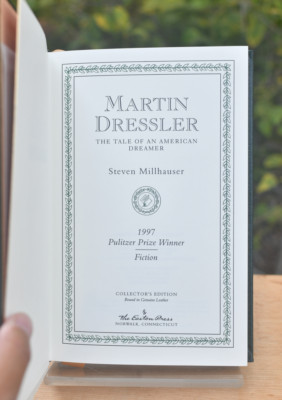 MARTIN
DRESSLER
THE TALE OF AN AMERICAN
DREAMER
Steven Millhauser
1997
Pulitzer Prize Winner
Fiction
COLLECTOR'S EDITION
Bound in Genuine Leather
The Easton Press
NORWALK, CONNECTICUT